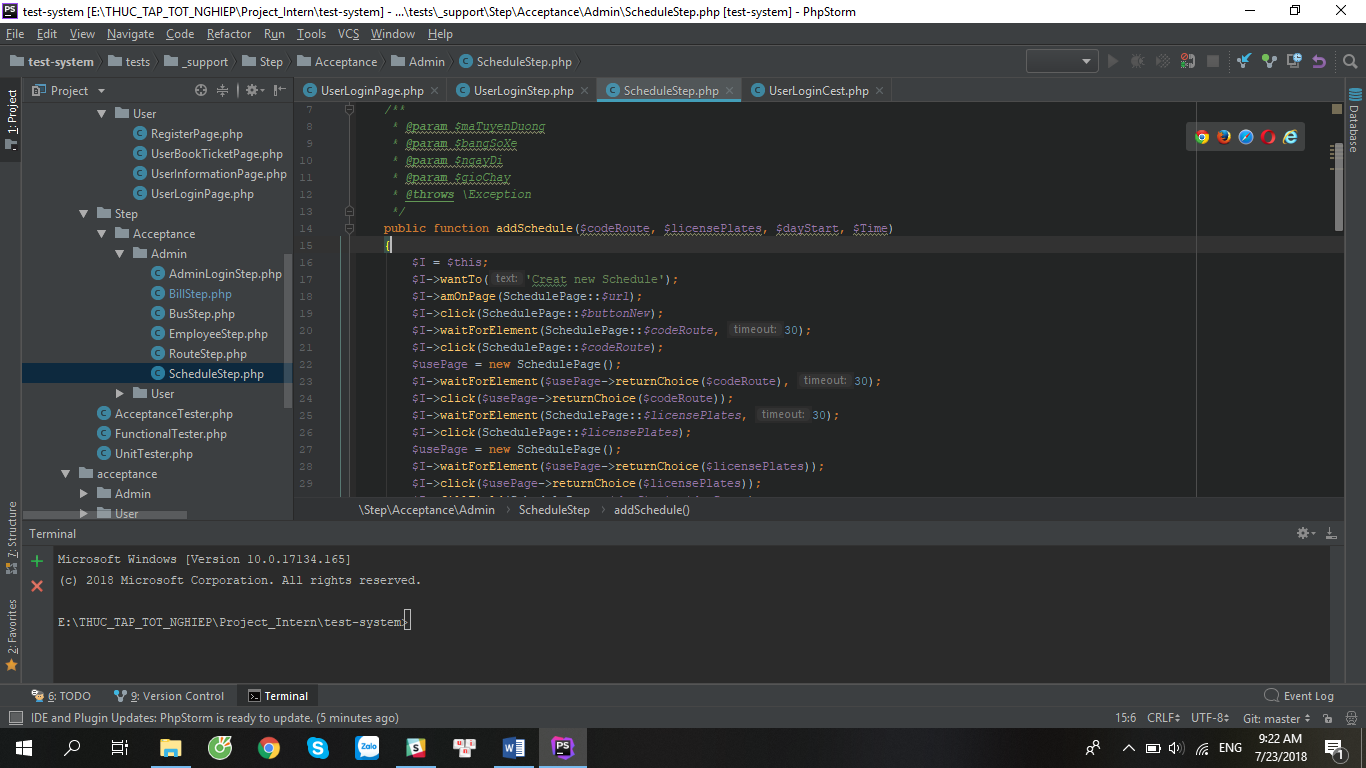 test-system [E:\THUC_TAP_TOT_NGHIEP\Project_Intern\test-system] - ...\tests\_support\Step\Acceptance\Admin\ScheduleStep.php [test-system] - PhpStorm
File Edit View Navigate Code Refactor Run Tools VCS Window Help
test-system tests _support Step Acceptance Admin ScheduleStep.php
Project UserLoginPage.php UserLoginStep.php ScheduleStep.php UserLoginCest.php
1: Project
Database
User
RegisterPage.php
UserBookTicketPage.php
UserInformationPage.php
UserLoginPage.php
Step
Acceptance
Admin
AdminLoginStep.php
BillStep.php
BusStep.php
EmployeeStep.php
RouteStep.php
ScheduleStep.php
User
AcceptanceTester.php
FunctionalTester.php
UnitTester.php
acceptance
Admin
User
7 /**
8 * @param $maTuyenDuong
9 * @param $bangSoXe
10 * @param $ngayDi
11 * @param $gioChay
12 * @throws \Exception
13 */
14 public function addSchedule($codeRoute, $licensePlates, $dayStart, $Time)
15 {
16 $I = $this;
17 $I->wantTo( text: 'Creat new Schedule');
18 $I->amOnPage(SchedulePage::$url);
19 $I->click(SchedulePage::$buttonNew);
20 $I->waitForElement(SchedulePage::$codeRoute, timeout: 30);
21 $I->click(SchedulePage::$codeRoute);
22 $usePage = new SchedulePage();
23 $I->waitForElement($usePage->returnChoice($codeRoute), timeout: 30);
24 $I->click($usePage->returnChoice($codeRoute));
25 $I->waitForElement(SchedulePage::$licensePlates, timeout: 30);
26 $I->click(SchedulePage::$licensePlates);
27 $usePage = new SchedulePage();
28 $I->waitForElement($usePage->returnChoice($licensePlates));
29 $I->click($usePage->returnChoice($licensePlates));
\Step\Acceptance\Admin ScheduleStep addSchedule()
7: Structure
2: Favorites
Terminal
Microsoft Windows [Version 10.0.17134.165]
(c) 2018 Microsoft Corporation. All rights reserved.
E:\THUC_TAP_TOT_NGHIEP\Project_Intern\test-system>
6: TODO 9: Version Control Terminal Event Log
IDE and Plugin Updates: PhpStorm is ready to update. (5 minutes ago) 15:6 CRLF UTF-8 Git: master
Zalo
PS
ENG
9:22 AM
7/23/2018
1